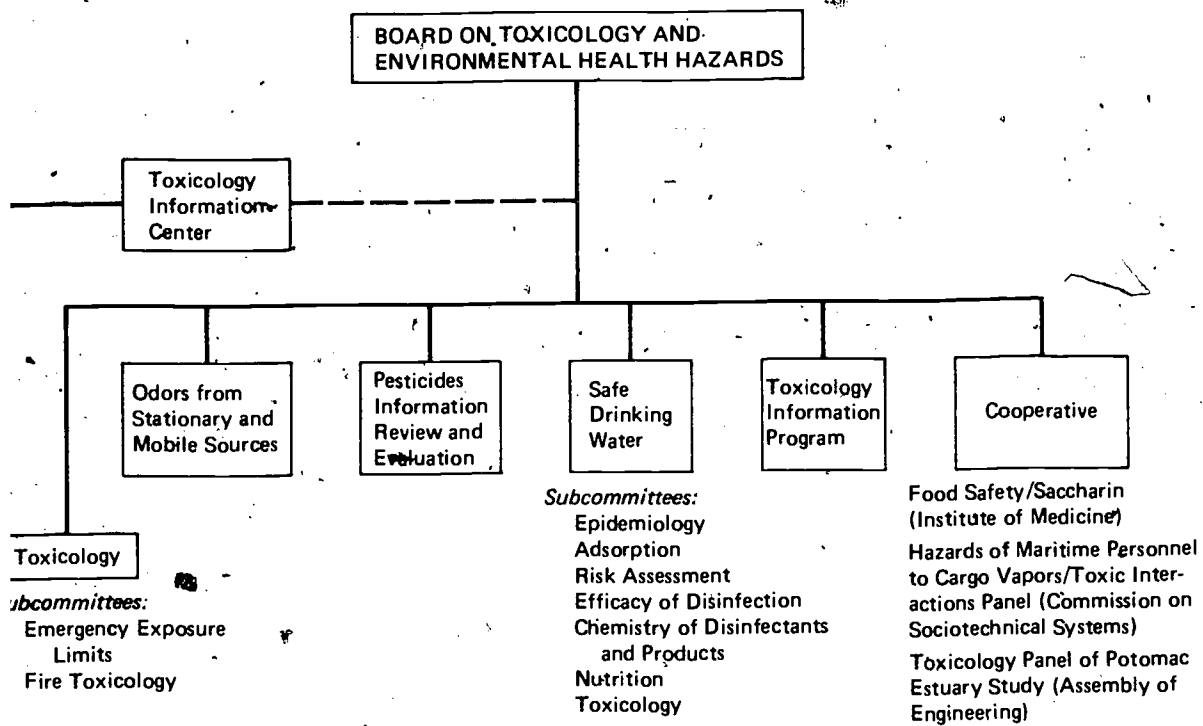 BOARD ON TOXICOLOGY AND
ENVIRONMENTAL HEALTH HAZARDS
Toxicology
Information
Center
Odors from
Stationary and
Mobile Sources
Pesticides
Information
Review and
Evaluation
Safe
Drinking
Water
Toxicology
Information
Program
Cooperative
Toxicology
ubcommittees:
Emergency Exposure
Limits
Fire Toxicology
Subcommittees:
Epidemiology
Adsorption
Risk Assessment
Efficacy of Disinfection
Chemistry of Disinfectants
and Products
Nutrition
Toxicology
Food Safety/Saccharin
(Institute of Medicine)
Hazards of Maritime Personnel
to Cargo Vapors/Toxic Inter-
actions Panel (Commission on
Sociotechnical Systems)
Toxicology Panel of Potomac
Estuary Study (Assembly of
Engineering)